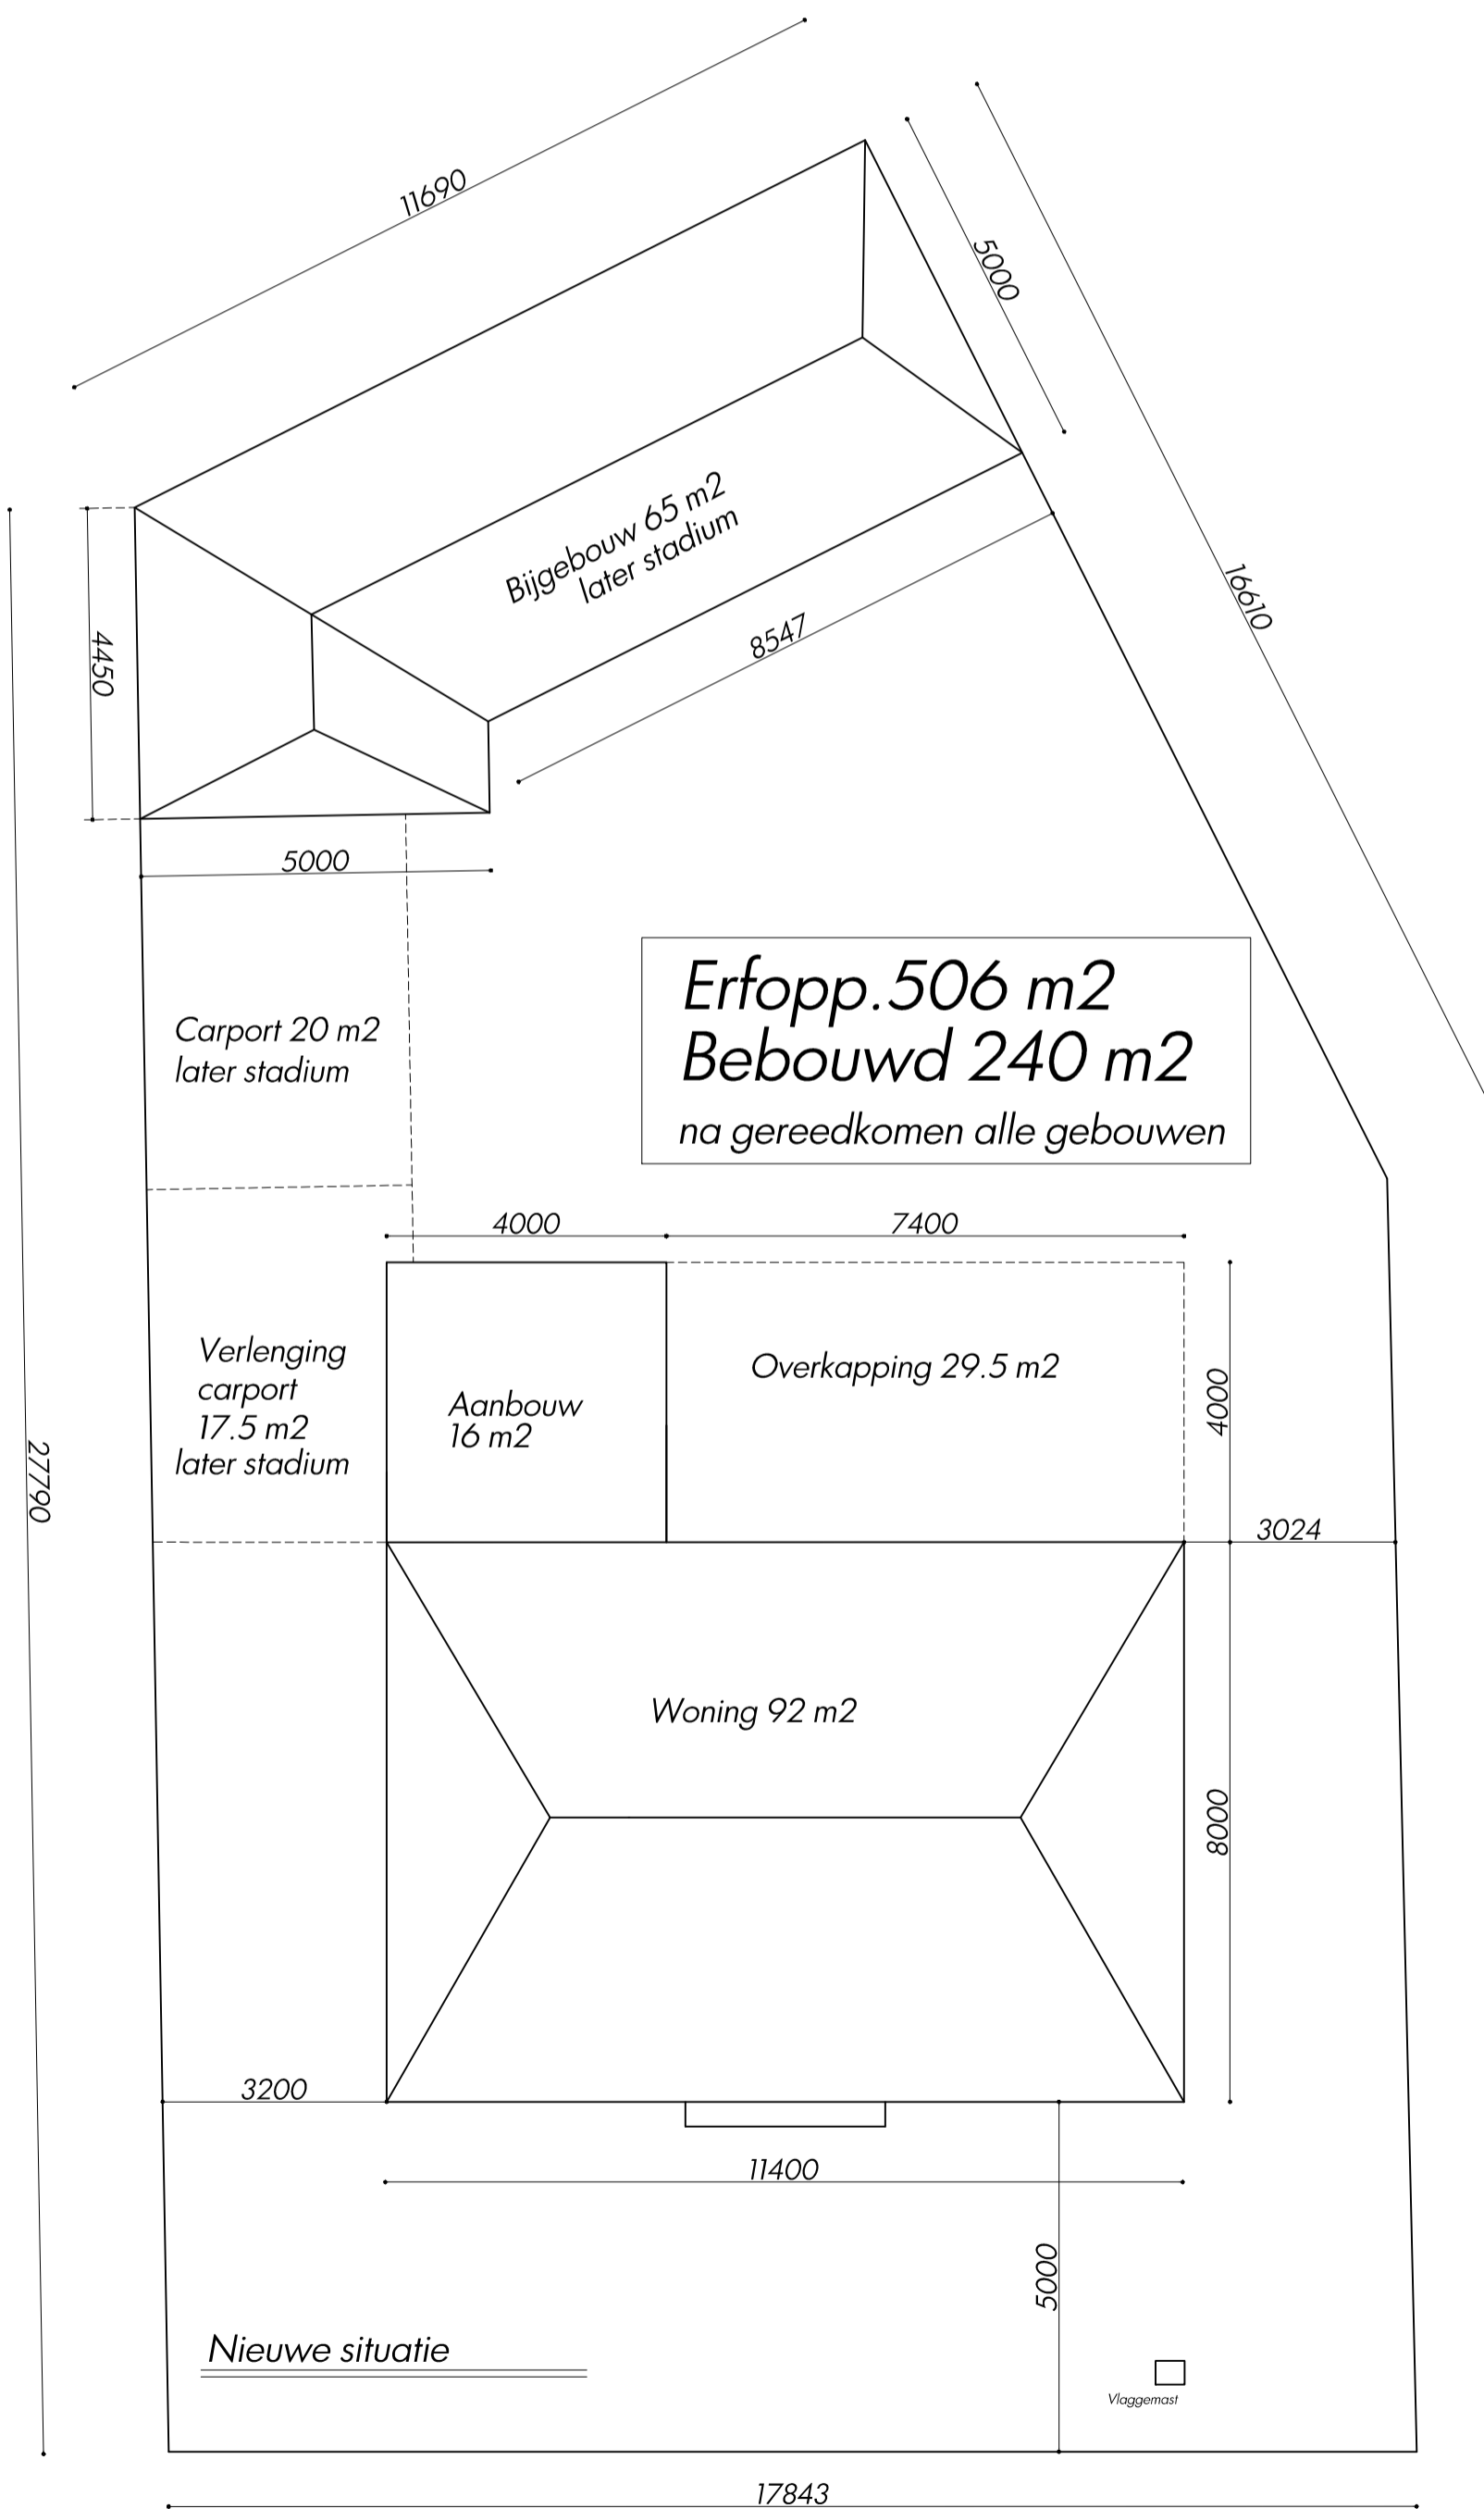 11690
5000
16610
Bijgebouw 65 m2
later stadium
8547
4450
5000
Carport 20 m2
later stadium
Erfopp.506 m2
Bebouwd 240 m2
na gereedkomen alle gebouwen
4000
7400
Verlenging
carport
17.5 m2
later stadium
Aanbouw
16 m2
Overkapping 29.5 m2
4000
27790
3024
Woning 92 m2
8000
3200
11400
5000
Nieuwe situatie
Vlaggemast
17843